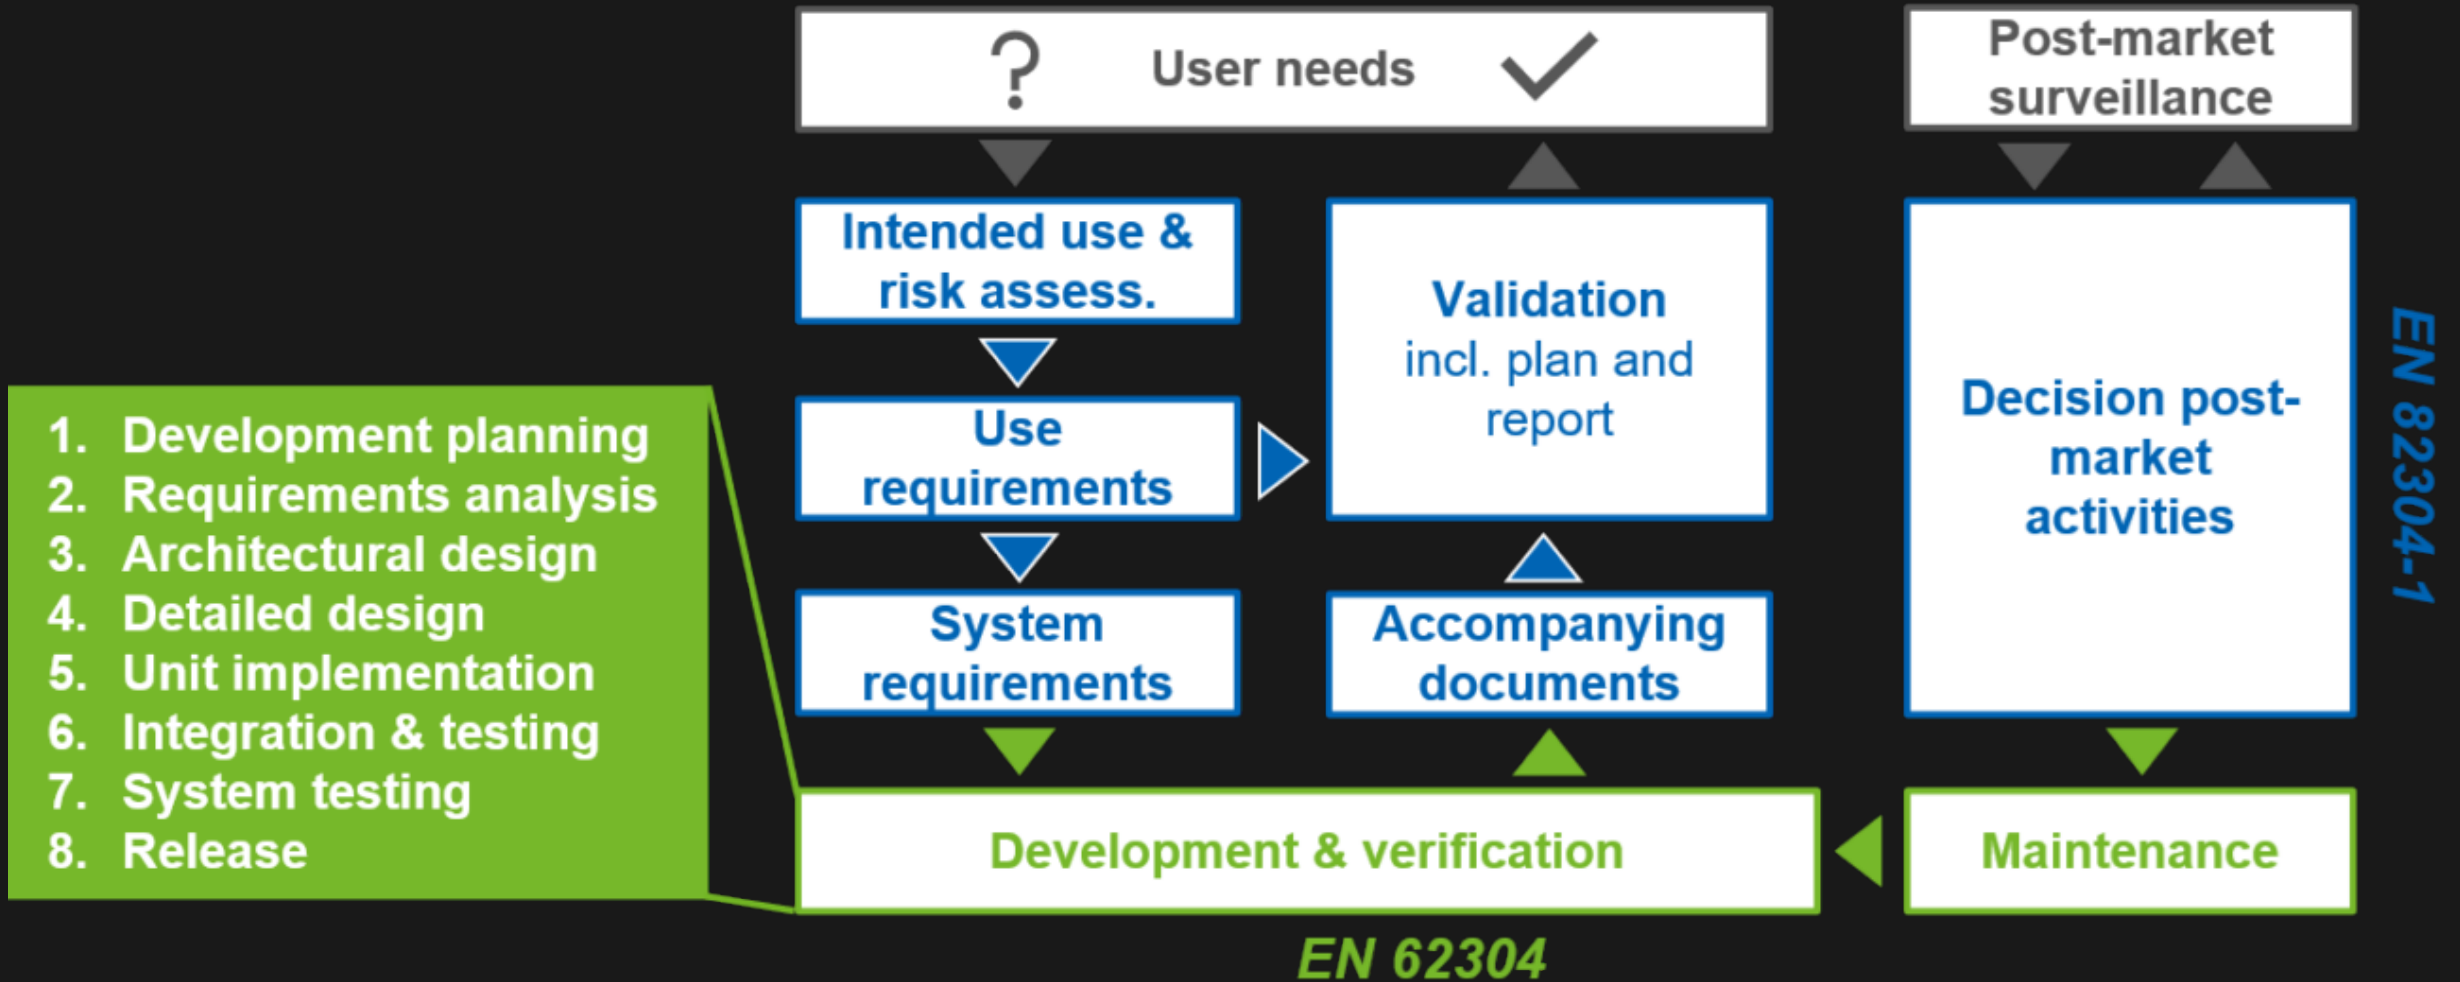 User needs
Post-market
surveillance
Intended use &
risk assess.
Validation
incl. plan and
report
Use
requirements
System
requirements
Accompanying
documents
Decision post-
market
activities
EN 82304-1
1. Development planning
2. Requirements analysis
3. Architectural design
4. Detailed design
5. Unit implementation
6. Integration & testing
7. System testing
8. Release
Development & verification
Maintenance
EN 62304